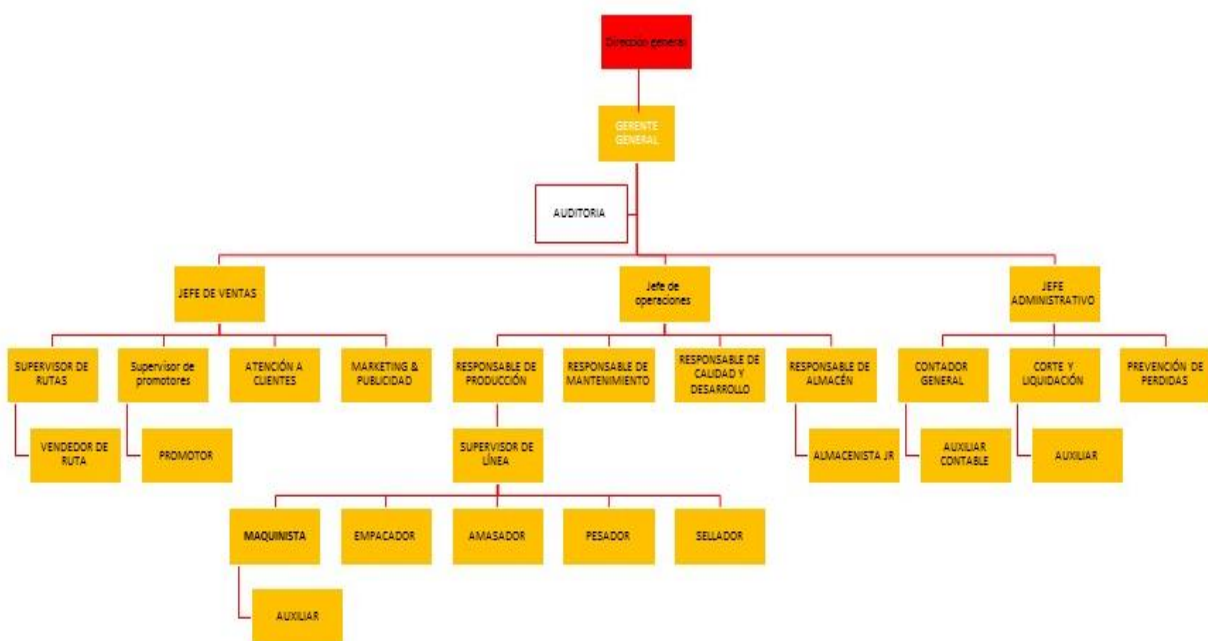 Dirección general
GERENTE
GENERAL
AUDITORIA
JEFE DE VENTAS
Jefe de
operaciones
JEFE
ADMINISTRATIVO
SUPERVISOR DE
RUTAS
Supervisor de
promotores
ATENCIÓN A
CLIENTES
MARKETING &
PUBLICIDAD
RESPONSABLE DE
PRODUCCIÓN
RESPONSABLE DE
MANTENIMIENTO
RESPONSABLE DE
CALIDAD Y
DESARROLLO
RESPONSABLE DE
ALMACÉN
CONTADOR
GENERAL
CORTE Y
LIQUIDACIÓN
PREVENCIÓN DE
PERDIDAS
VENDEDOR DE
RUTA
PROMOTOR
SUPERVISOR DE
LÍNEA
ALMACENISTA JR
AUXILIAR
CONTABLE
AUXILIAR
MAQUINISTA
EMPACADOR
AMASADOR
PESADOR
SELLADOR
AUXILIAR